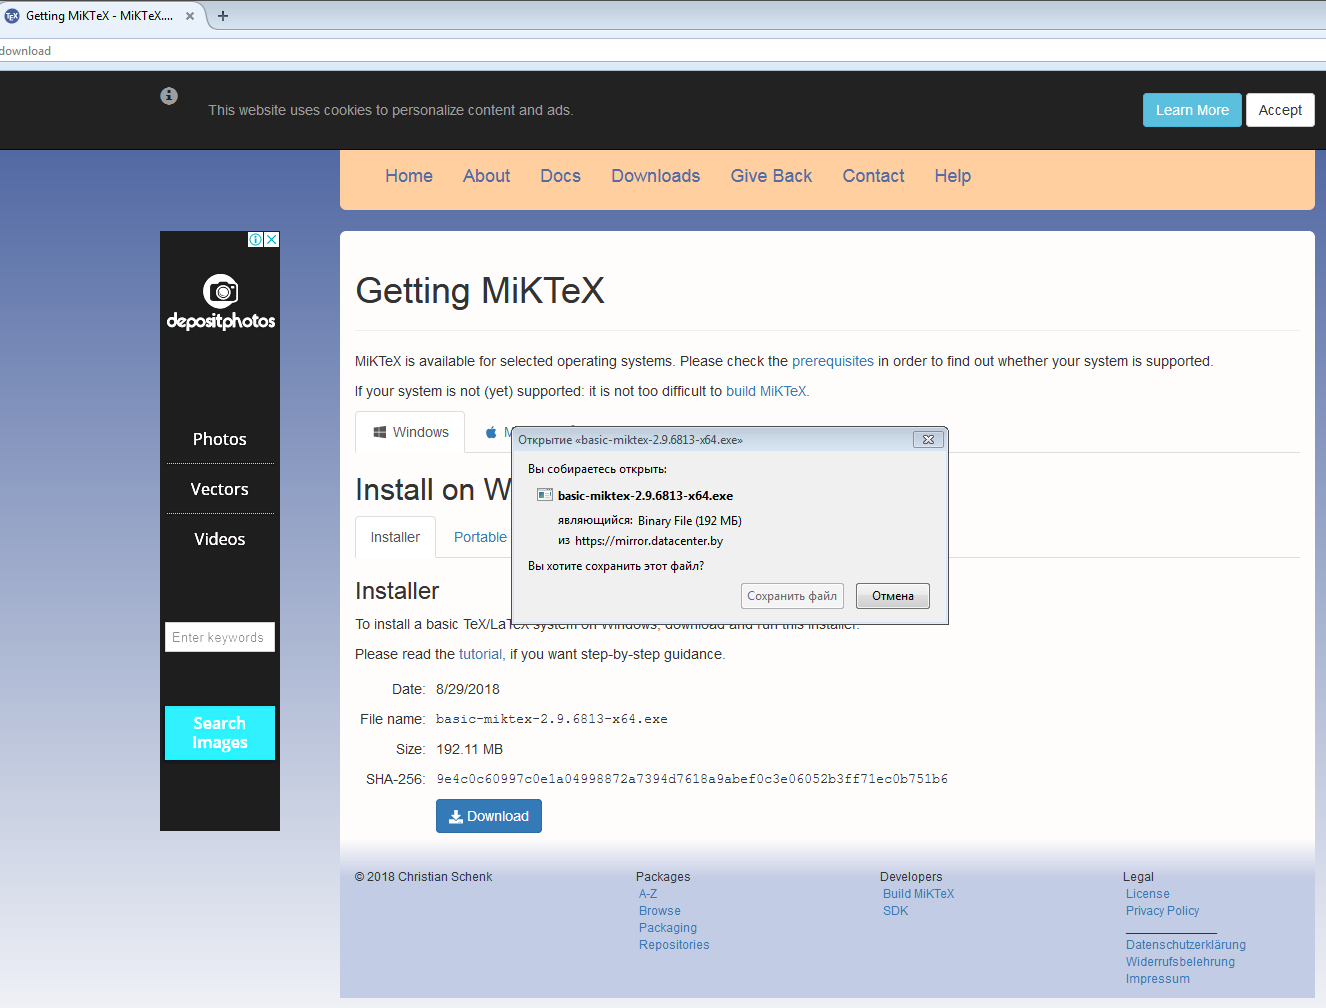 Getting MiKTeX - MiKTeX....
download
This website uses cookies to personalize content and ads.
Learn More
Accept
Home
About
Docs
Downloads
Give Back
Contact
Help
depositphotos
Photos
Vectors
Videos
Enter keywords
Search
Images
Getting MiKTeX
MiKTeX is available for selected operating systems. Please check the prerequisites in order to find out whether your system is supported.
If your system is not (yet) supported: it is not too difficult to build MiKTeX.
Windows
Install on W
Installer
Portable
Открытие «basic-miktex-2.9.6813-x64.exe»
Вы собираетесь открыть:
basic-miktex-2.9.6813-x64.exe
являющийся: Binary File (192 МБ)
из https://mirror.datacenter.by
Вы хотите сохранить этот файл?
Сохранить файл
Отмена
Installer
To install a basic TeX/LaTeX system on Windows, download and run this installer.
Please read the tutorial, if you want step-by-step guidance.
Date: 8/29/2018
File name: basic-miktex-2.9.6813-x64.exe
Size: 192.11 MB
SHA-256: 9e4c0c60997c0e1a04998872a7394d7618a9abef0c3e06052b3ff71ec0b751b6
Download
© 2018 Christian Schenk
Packages
A-Z
Browse
Packaging
Repositories
Developers
Build MiKTeX
SDK
Legal
License
Privacy Policy
Datenschutzerklärung
Widerrufsbelehrung
Impressum